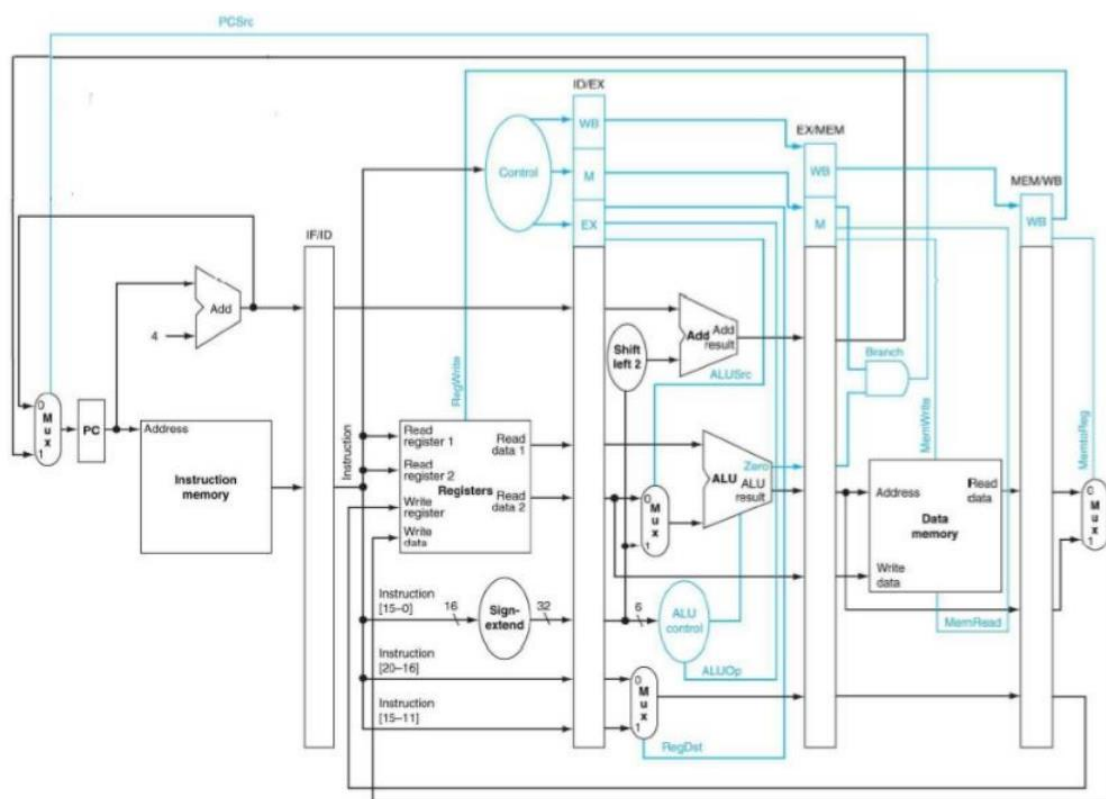 PCSrc
ID/EX
WB
EX/MEM
Control
M
WB
MEM/WB
EX
M
WB
IF/ID
Add
4
Add
Add
result
Shift
left 2
Branch
ALUSrc
RegWrite
0
M
u
x
1
PC
Address
Instruction
memory
Instruction
Read
register 1
Read
data 1
Read
register 2
Registers
Write
register
Read
data 2
Write
data
0
M
u
x
1
Zero
ALU
ALU
result
MemWrite
Address
Read
data
Data
memory
Write
data
MemtoReg
0
M
u
x
1
Instruction
[15–0]
16
Sign-
extend
32
6
ALU
control
MemRead
Instruction
[20–16]
ALUOp
0
M
u
x
1
Instruction
[15–11]
RegDst